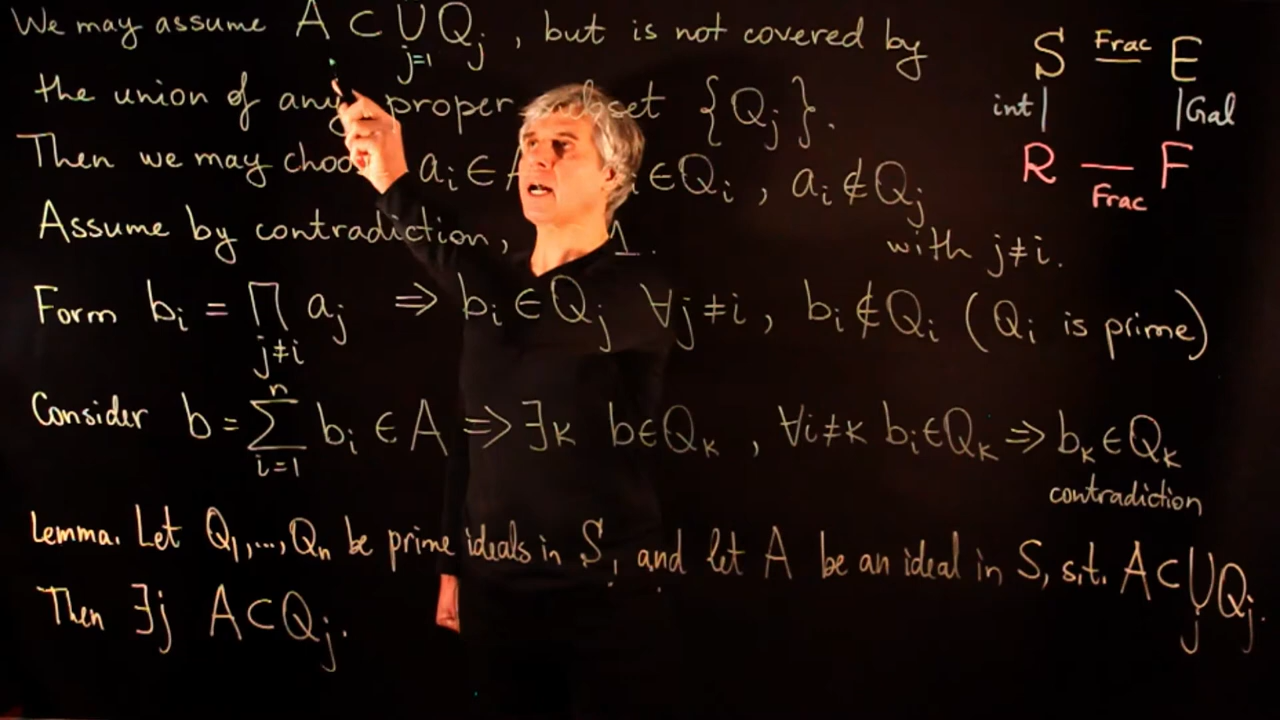 We may assume A ⊂ ⋃ Q_j , but is not covered by
j=1
the union of any proper subset {Q_j}.
Then we may choose a_i ∈ A, a_i ∈ Q_i , a_i ∉ Q_j
with j≠i.
Assume by contradiction, 1.
Form b_i = ∏ a_j ⇒ b_i ∈ Q_j ∀j≠i, b_i ∉ Q_i (Q_i is prime)
j≠i
n
Consider b = ∑ b_i ∈ A ⇒ ∃k b∈Q_k , ∀i≠k b_i∈Q_k ⇒ b_k ∈ Q_k
i=1
contradiction
Lemma. Let Q_1,...,Q_n be prime ideals in S, and let A be an ideal in S, s.t. A ⊂ ⋃ Q_j.
j
Then ∃j A⊂Q_j.
S Frac E
int Gal
R — F
Frac